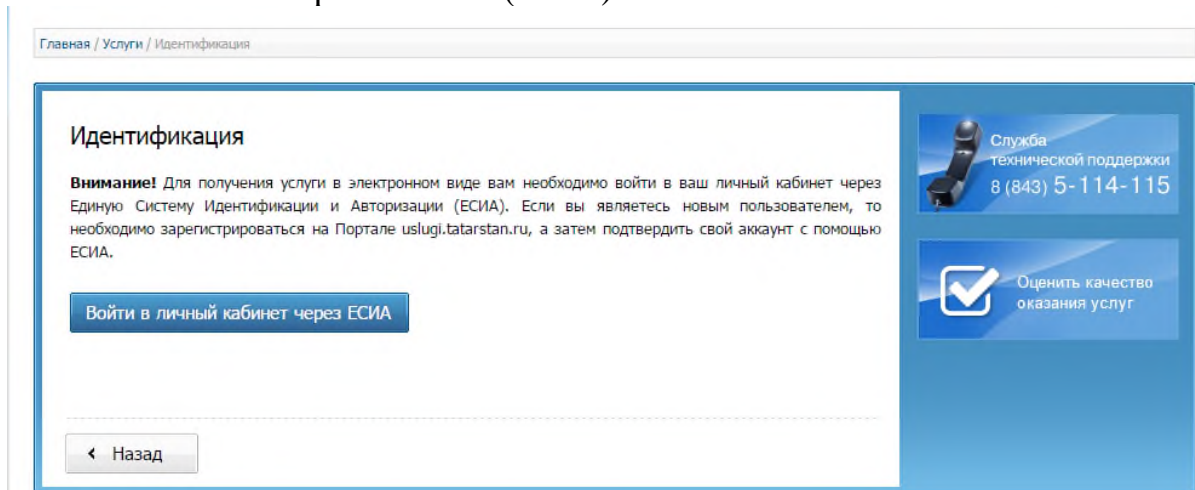 Главная / Услуги / Идентификация
Идентификация
Внимание! Для получения услуги в электронном виде вам необходимо войти в ваш личный кабинет через
Единую Систему Идентификации и Авторизации (ЕСИА). Если вы являетесь новым пользователем, то
необходимо зарегистрироваться на Портале uslugi.tatarstan.ru, а затем подтвердить свой аккаунт с помощью
ЕСИА.
Войти в личный кабинет через ЕСИА
Назад
Служба
технической поддержки
8 (843) 5-114-115
Оценить качество
оказания услуг